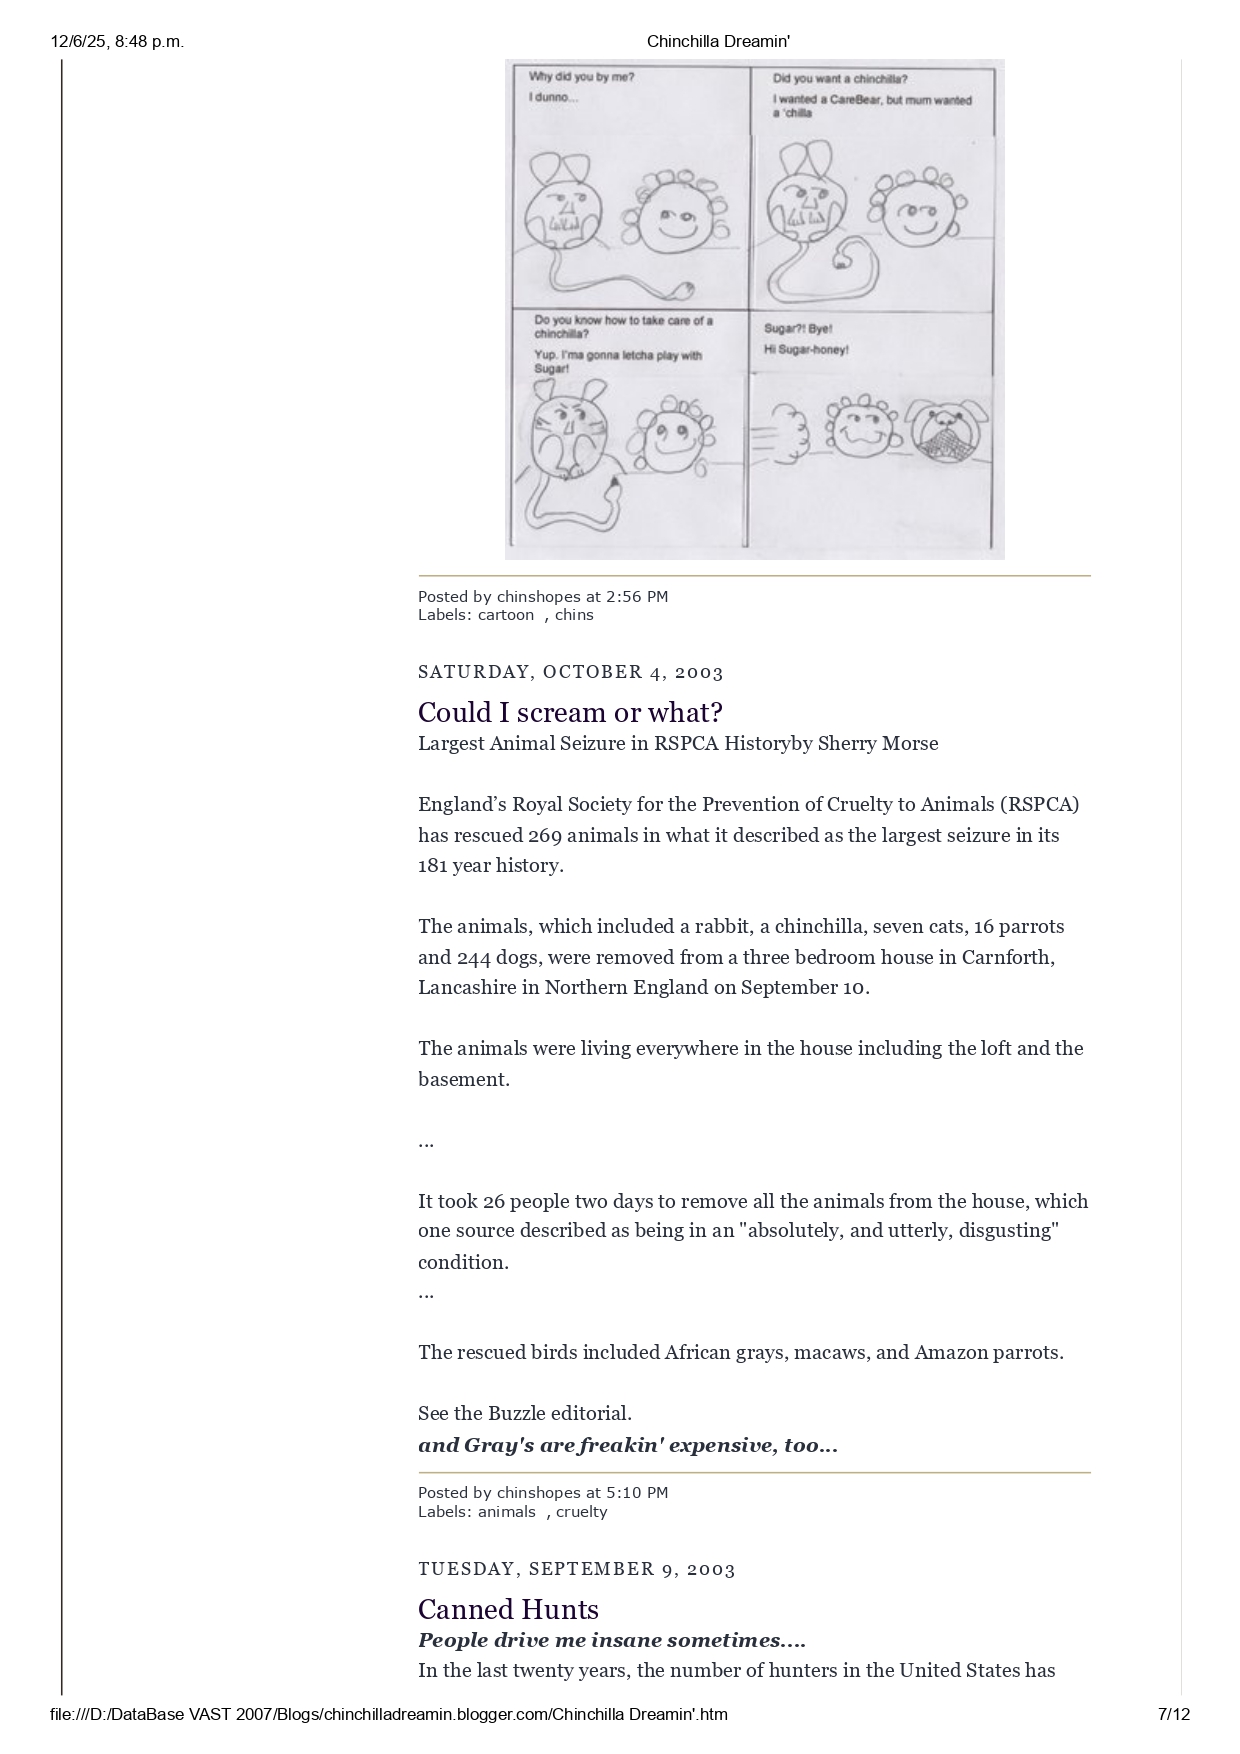 12/6/25, 8:48 p.m.
Chinchilla Dreamin'
Why did you by me?
I dunno...
Did you want a chinchilla?
I wanted a CareBear, but mum wanted
a 'chilla
Do you know how to take care of a
chinchilla?
Yup. I'ma gonna letcha play with
Sugar!
Sugar?! Bye!
Hi Sugar-honey!
Posted by chinshopes at 2:56 PM
Labels: cartoon , chins
SATURDAY, OCTOBER 4, 2003
Could I scream or what?
Largest Animal Seizure in RSPCA Historyby Sherry Morse
England’s Royal Society for the Prevention of Cruelty to Animals (RSPCA)
has rescued 269 animals in what it described as the largest seizure in its
181 year history.
The animals, which included a rabbit, a chinchilla, seven cats, 16 parrots
and 244 dogs, were removed from a three bedroom house in Carnforth,
Lancashire in Northern England on September 10.
The animals were living everywhere in the house including the loft and the
basement.
...
It took 26 people two days to remove all the animals from the house, which
one source described as being in an "absolutely, and utterly, disgusting"
condition.
...
The rescued birds included African grays, macaws, and Amazon parrots.
See the Buzzle editorial.
and Gray's are freakin' expensive, too...
Posted by chinshopes at 5:10 PM
Labels: animals , cruelty
TUESDAY, SEPTEMBER 9, 2003
Canned Hunts
People drive me insane sometimes....
In the last twenty years, the number of hunters in the United States has
file:///D:/DataBase VAST 2007/Blogs/chinchilladreamin.blogger.com/Chinchilla Dreamin'.htm
7/12